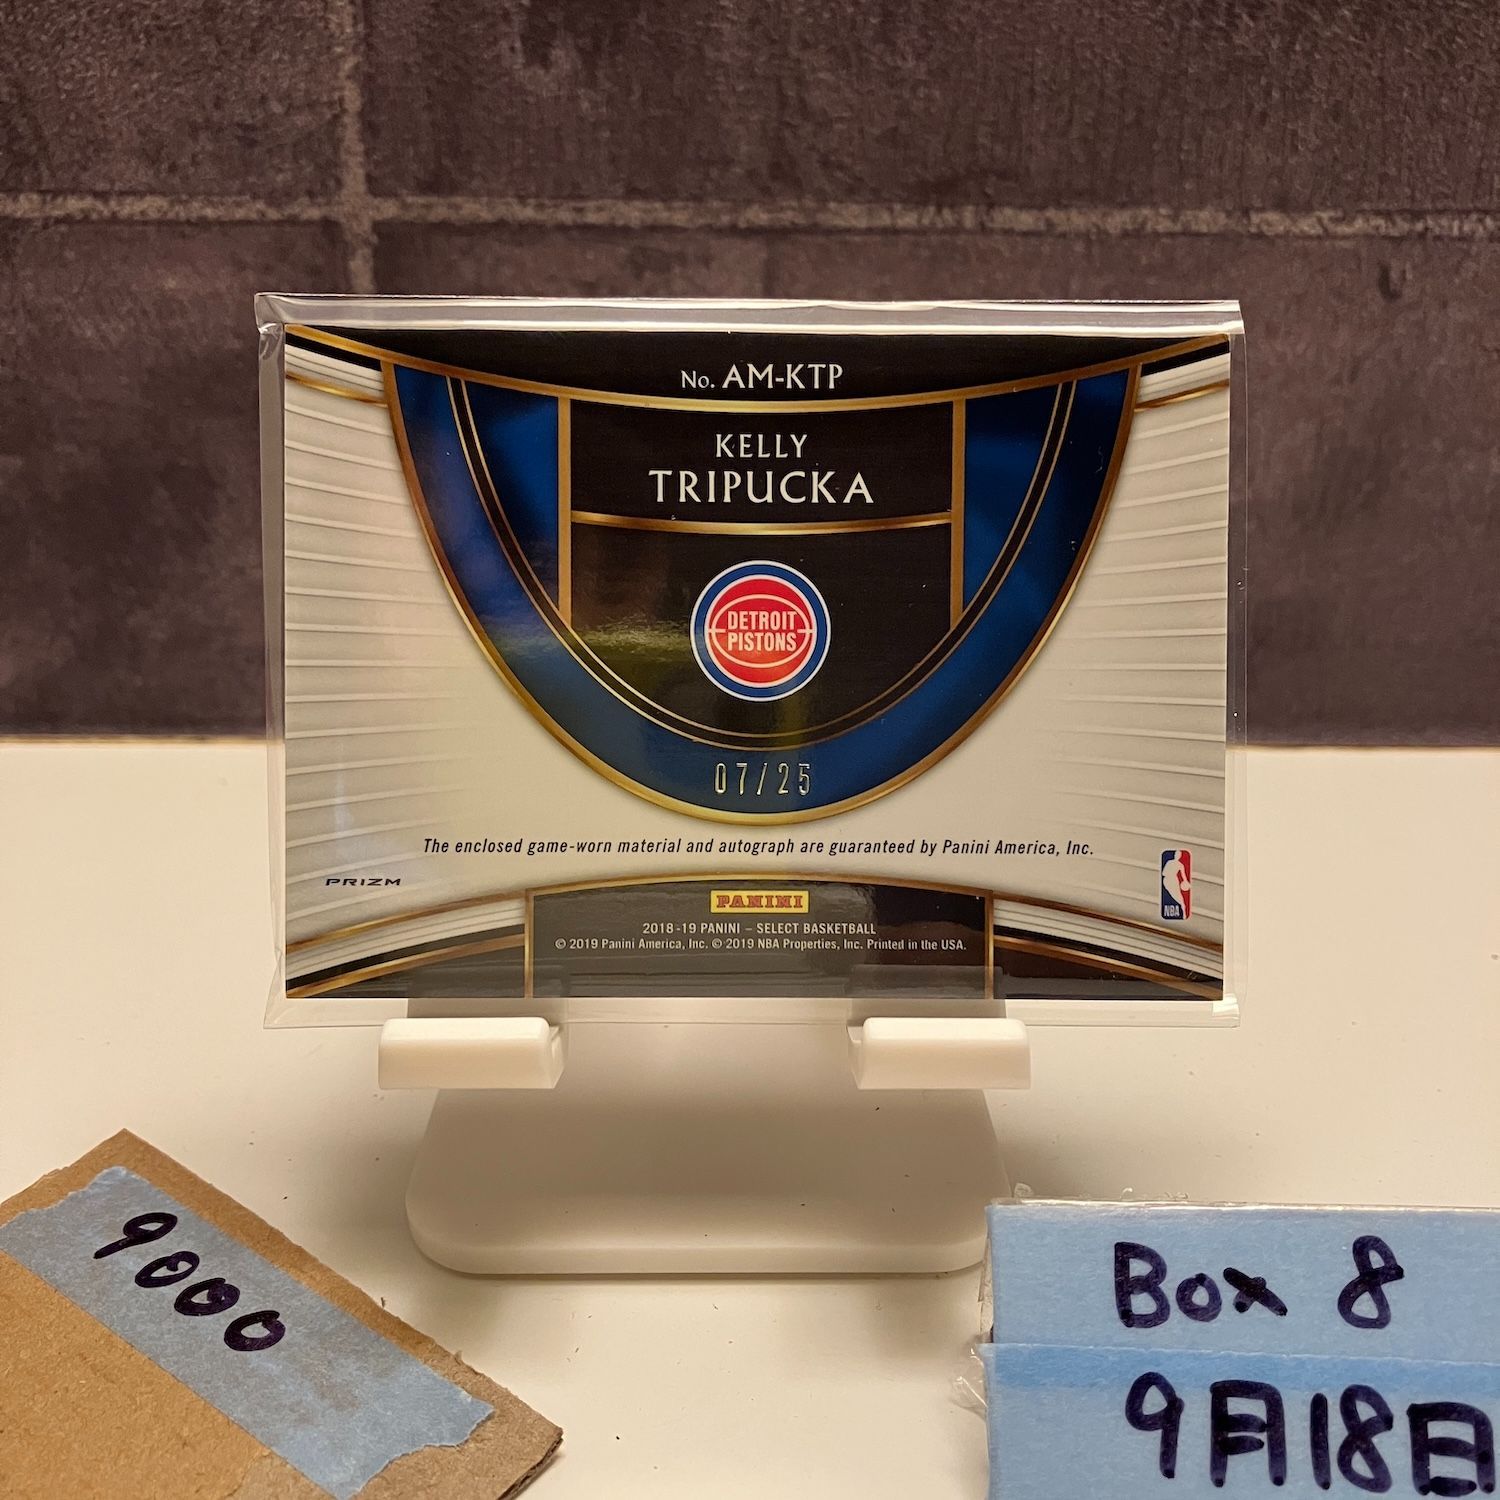 No. AM-KTP
KELLY
TRIPUCKA
DETROIT
PISTONS
07/25
The enclosed game-worn material and autograph are guaranteed by Panini America, Inc.
PRIZM
NBA
PANINI
2018-19 PANINI – SELECT BASKETBALL
© 2019 Panini America, Inc. © 2019 NBA Properties, Inc. Printed in the USA.
9000
Box 8
9月18日